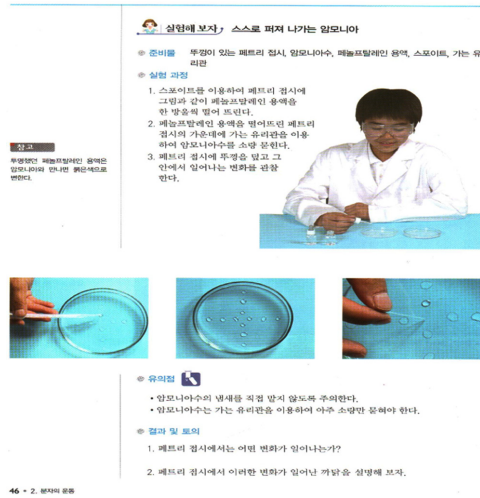 실험해 보자, 스스로 퍼져 나가는 암모니아
준비물 뚜껑이 있는 페트리 접시, 암모니아수, 페놀프탈레인 용액, 스포이트, 가는 유
리관
실험 과정
1. 스포이트를 이용하여 페트리 접시에
그림과 같이 페놀프탈레인 용액을
한 방울씩 떨어 뜨린다.
2. 페놀프탈레인 용액을 떨어뜨린 페트리
접시의 가운데에 가는 유리관을 이용
하여 암모니아수를 소량 묻힌다.
3. 페트리 접시에 뚜껑을 덮고 그
안에서 일어나는 변화를 관찰
한다.
참고
투명했던 페놀프탈레인 용액은
암모니아와 만나면 붉은색으로
변한다.
유의점
• 암모니아수의 냄새를 직접 맡지 않도록 주의한다.
• 암모니아수는 가는 유리관을 이용하여 아주 소량만 묻혀야 한다.
결과 및 토의
1. 페트리 접시에서는 어떤 변화가 일어나는가?
2. 페트리 접시에서 이러한 변화가 일어난 까닭을 설명해 보자.
46 • 2. 분자의 운동